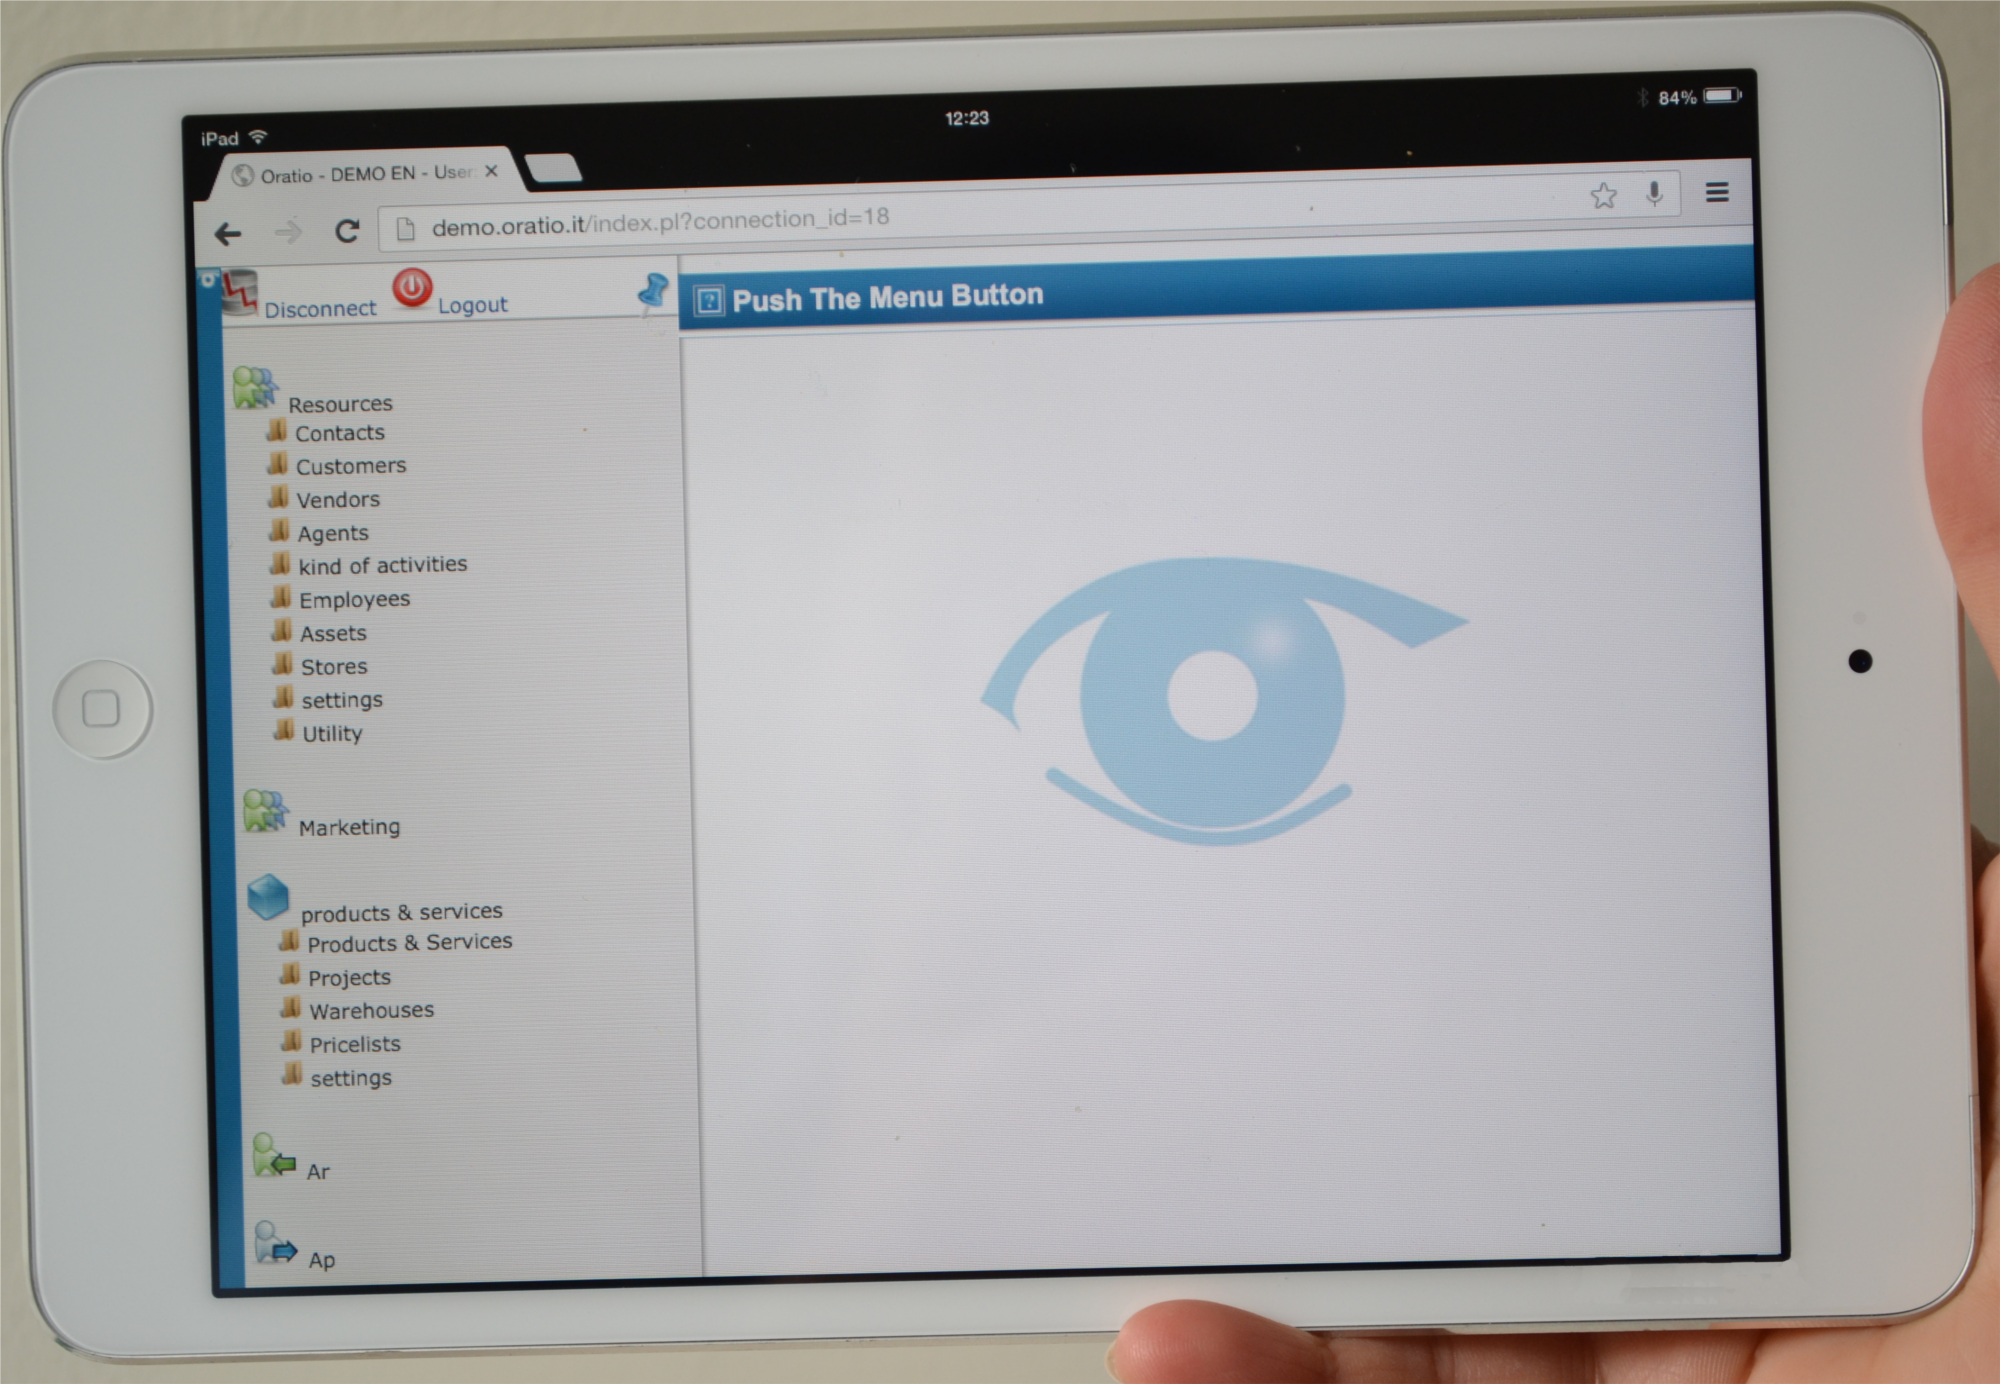 iPad 12:23 84%
Oratio - DEMO EN - User:
demo.oratio.it/index.pl?connection_id=18
Disconnect Logout
? Push The Menu Button
Resources
Contacts
Customers
Vendors
Agents
kind of activities
Employees
Assets
Stores
settings
Utility
Marketing
products & services
Products & Services
Projects
Warehouses
Pricelists
settings
Ar
Ap